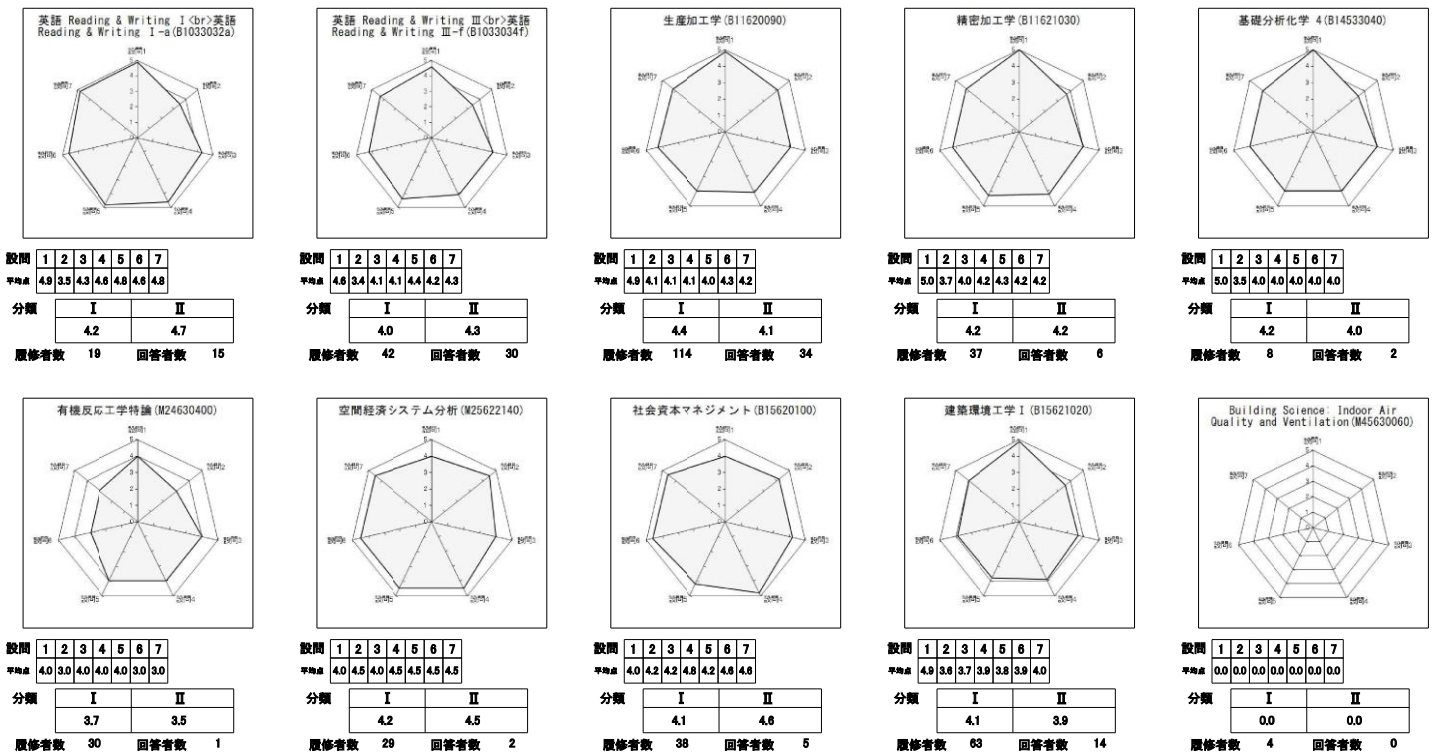 英語 Reading & Writing Ⅰ<br>英語
Reading & Writing Ⅰ-a(B1033032a)
設問 1 2 3 4 5 6 7
平均点 4.9 3.5 4.3 4.6 4.8 4.6 4.8
分類 Ⅰ Ⅱ
4.2 4.7
履修者数 19 回答者数 15
英語 Reading & Writing Ⅲ<br>英語
Reading & Writing Ⅲ-f(B1033034f)
設問 1 2 3 4 5 6 7
平均点 4.6 3.4 4.1 4.1 4.4 4.2 4.3
分類 Ⅰ Ⅱ
4.0 4.3
履修者数 42 回答者数 30
生産加工学(B11620090)
設問 1 2 3 4 5 6 7
平均点 4.9 4.1 4.1 4.1 4.0 4.3 4.2
分類 Ⅰ Ⅱ
4.4 4.1
履修者数 114 回答者数 34
精密加工学(B11621030)
設問 1 2 3 4 5 6 7
平均点 5.0 3.7 4.0 4.2 4.3 4.2 4.2
分類 Ⅰ Ⅱ
4.2 4.2
履修者数 37 回答者数 6
基礎分析化学 4(B14533040)
設問 1 2 3 4 5 6 7
平均点 5.0 3.5 4.0 4.0 4.0 4.0 4.0
分類 Ⅰ Ⅱ
4.2 4.0
履修者数 8 回答者数 2
有機反応工学特論(M24630400)
設問 1 2 3 4 5 6 7
平均点 4.0 3.0 4.0 4.0 4.0 3.0 3.0
分類 Ⅰ Ⅱ
3.7 3.5
履修者数 30 回答者数 1
空間経済システム分析(M25622140)
設問 1 2 3 4 5 6 7
平均点 4.0 4.5 4.0 4.5 4.5 4.5 4.5
分類 Ⅰ Ⅱ
4.2 4.5
履修者数 29 回答者数 2
社会資本マネジメント(B15620100)
設問 1 2 3 4 5 6 7
平均点 4.0 4.2 4.2 4.8 4.2 4.6 4.6
分類 Ⅰ Ⅱ
4.1 4.6
履修者数 38 回答者数 5
建築環境工学Ⅰ(B15621020)
設問 1 2 3 4 5 6 7
平均点 4.9 3.6 3.7 3.9 3.8 3.9 4.0
分類 Ⅰ Ⅱ
4.1 3.9
履修者数 63 回答者数 14
Building Science: Indoor Air
Quality and Ventilation(M45630060)
設問 1 2 3 4 5 6 7
平均点 0.0 0.0 0.0 0.0 0.0 0.0 0.0
分類 Ⅰ Ⅱ
0.0 0.0
履修者数 4 回答者数 0